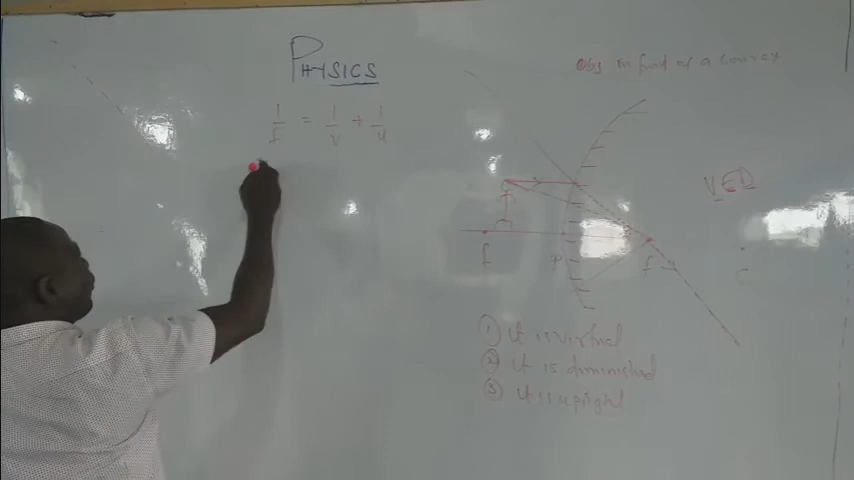 PHYSICS
1/f = 1/v + 1/u
Obj in front of a convex
VED
f
P
f
C
① it is virtual
② it is diminished
③ it is upright